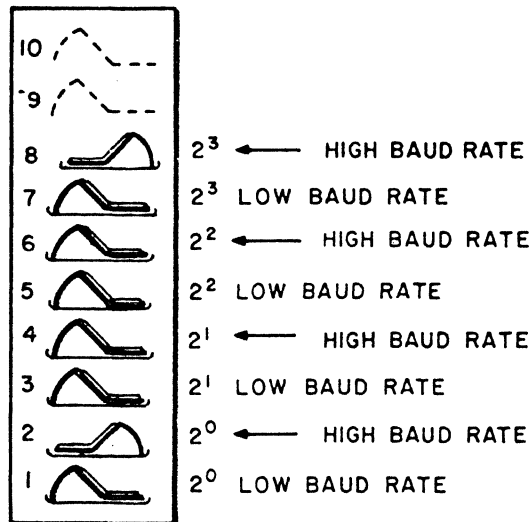 10
9
8 2³ ← HIGH BAUD RATE
7 2³ LOW BAUD RATE
6 2² ← HIGH BAUD RATE
5 2² LOW BAUD RATE
4 2¹ ← HIGH BAUD RATE
3 2¹ LOW BAUD RATE
2 2⁰ ← HIGH BAUD RATE
1 2⁰ LOW BAUD RATE